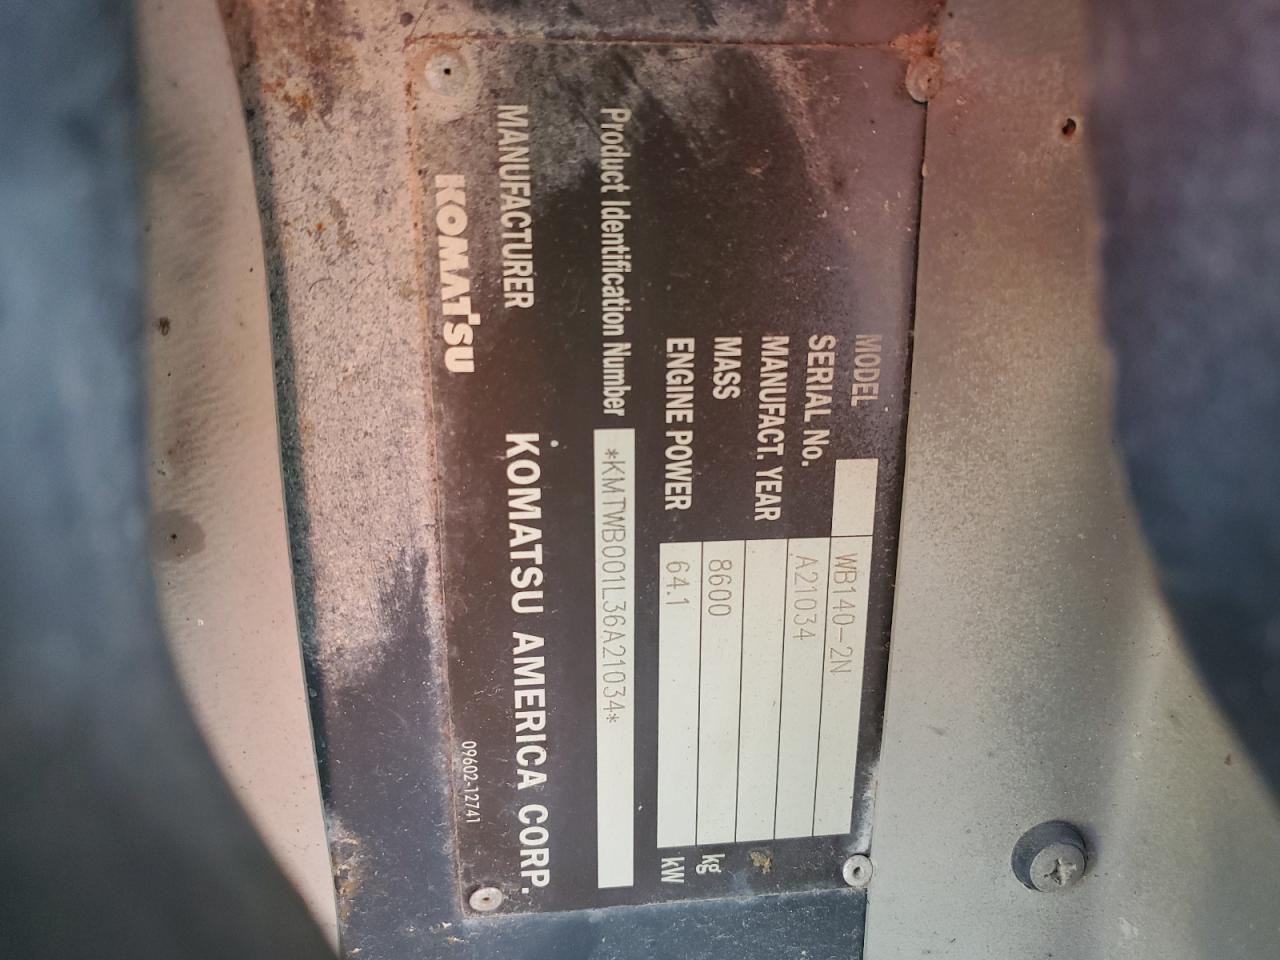 MODEL WB140-2N
SERIAL No. A21034
MANUFACT. YEAR
MASS 8600 kg
ENGINE POWER 64.1 kW
Product Identification Number *KMTWB001L36A21034*
MANUFACTURER KOMATSU AMERICA CORP.
KOMATSU 09602-12741